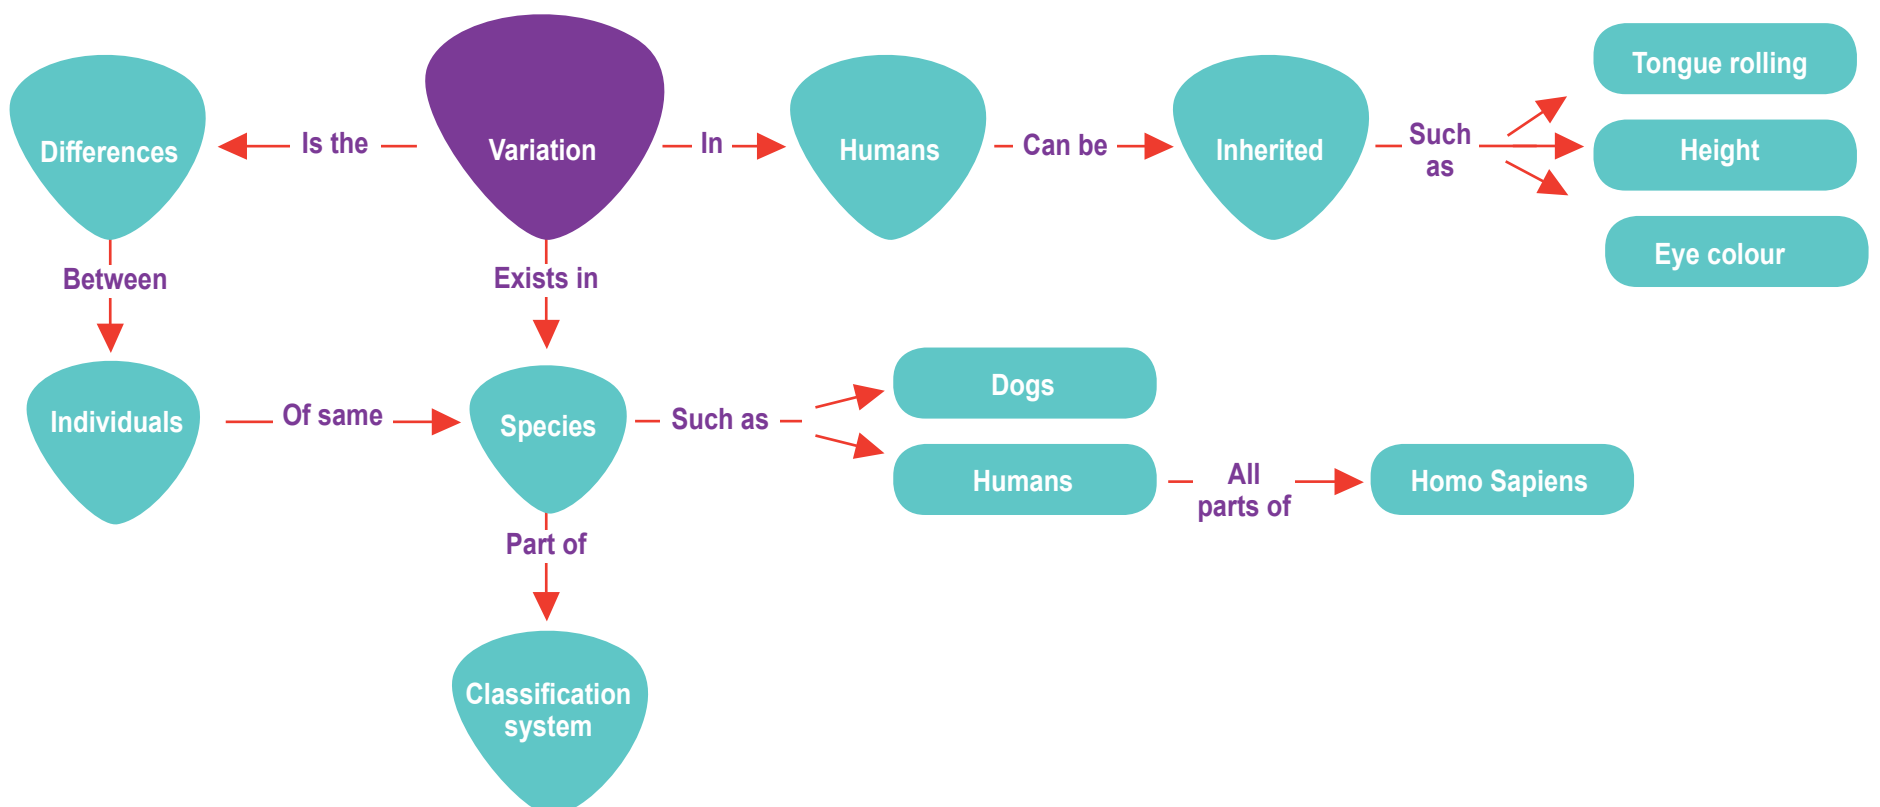 Tongue rolling
Differences
Is the
Variation
In
Humans
Can be
Inherited
Such
as
Height
Eye colour
Between
Exists in
Individuals
Of same
Species
Such as
Dogs
Humans
All
parts of
Homo Sapiens
Part of
Classification
system